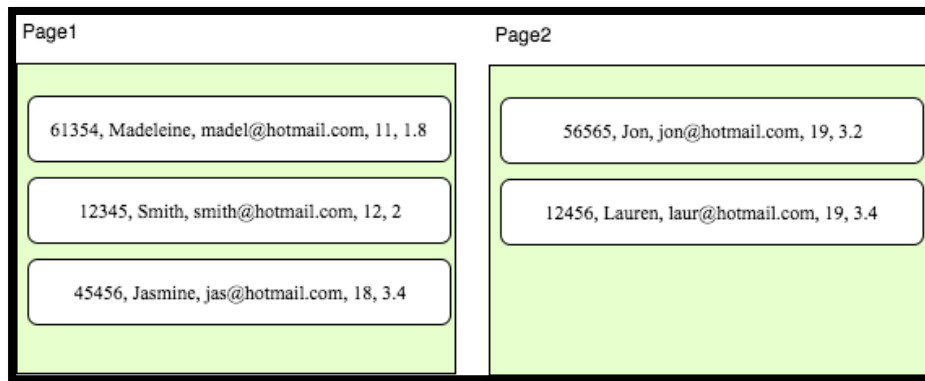 Page1
61354, Madeleine, madel@hotmail.com, 11, 1.8
12345, Smith, smith@hotmail.com, 12, 2
45456, Jasmine, jas@hotmail.com, 18, 3.4
Page2
56565, Jon, jon@hotmail.com, 19, 3.2
12456, Lauren, laur@hotmail.com, 19, 3.4